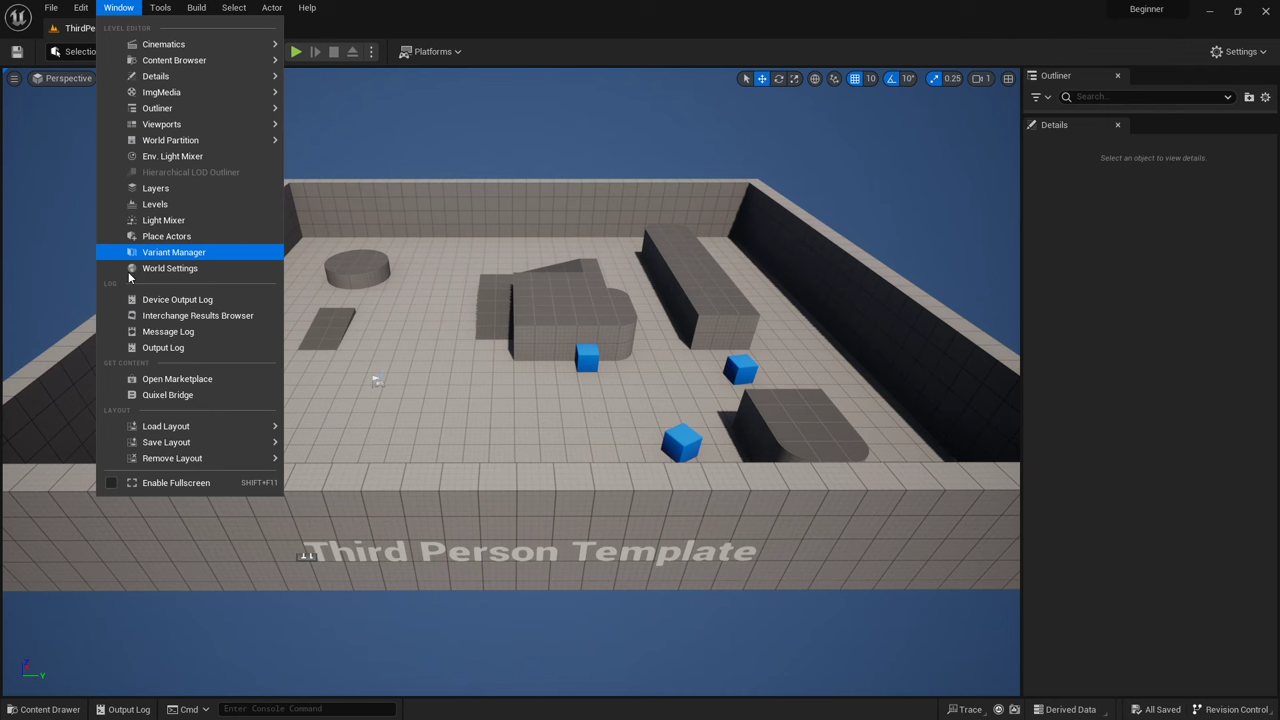 File Edit Window Tools Build Select Actor Help
Beginner
ThirdPe
Selectio
Platforms
Settings
Perspective
10
10°
0.25
1
LEVEL EDITOR
Cinematics
Content Browser
Details
ImgMedia
Outliner
Viewports
World Partition
Env. Light Mixer
Hierarchical LOD Outliner
Layers
Levels
Light Mixer
Place Actors
Variant Manager
World Settings
LOG
Device Output Log
Interchange Results Browser
Message Log
Output Log
GET CONTENT
Open Marketplace
Quixel Bridge
LAYOUT
Load Layout
Save Layout
Remove Layout
Enable Fullscreen SHIFT+F11
Outliner
Search...
Details
Select an object to view details.
Third Person Template
Z
Y
Content Drawer
Output Log
Cmd
Enter Console Command
Trace
Derived Data
All Saved
Revision Control